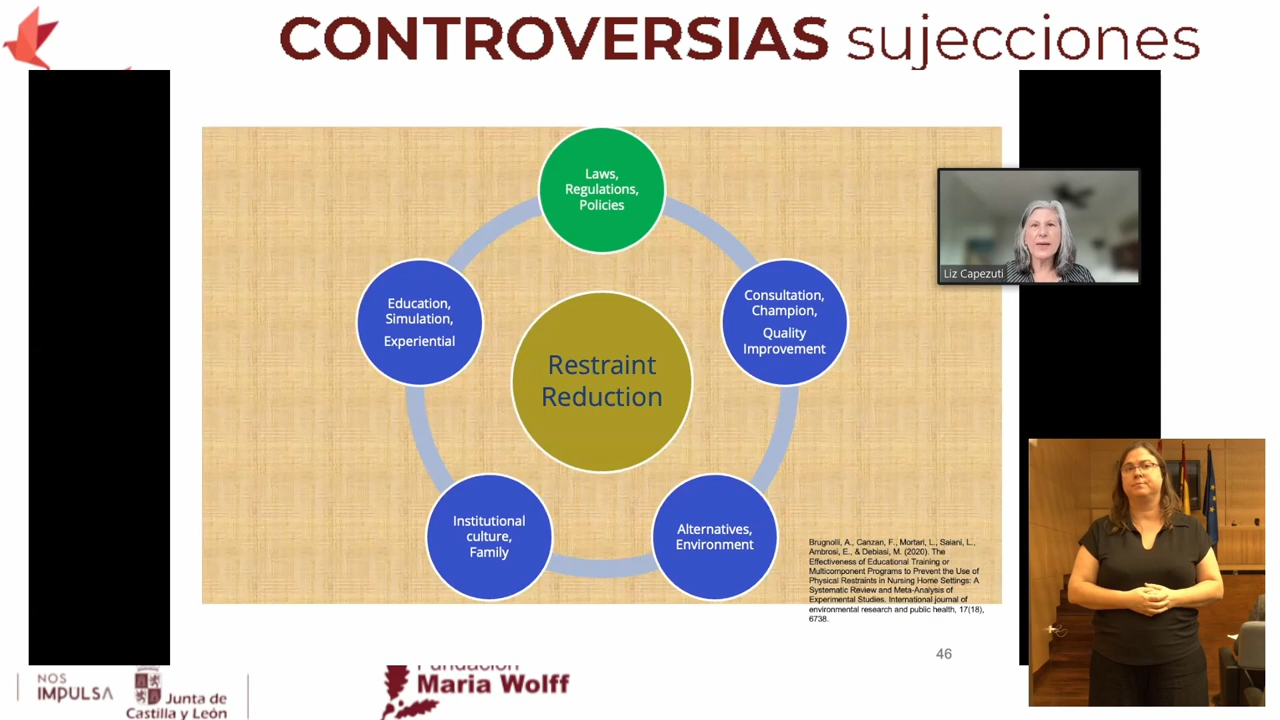 CONTROVERSIAS sujecciones
Laws,
Regulations,
Policies
Consultation,
Champion,
Quality
Improvement
Education,
Simulation,
Experiential
Restraint
Reduction
Institutional
culture,
Family
Alternatives,
Environment
Liz Capezuti
Brugnolli, A., Canzan, F., Mortari, L., Saiani, L.,
Ambrosi, E., & Debiasi, M. (2020). The
Effectiveness of Educational Training or
Multicomponent Programs to Prevent the Use of
Physical Restraints in Nursing Home Settings: A
Systematic Review and Meta-Analysis of
Experimental Studies. International journal of
environmental research and public health, 17(18),
6738.
46
NOS
IMPULSA
Junta de
Castilla y León
Fundación
Maria Wolff